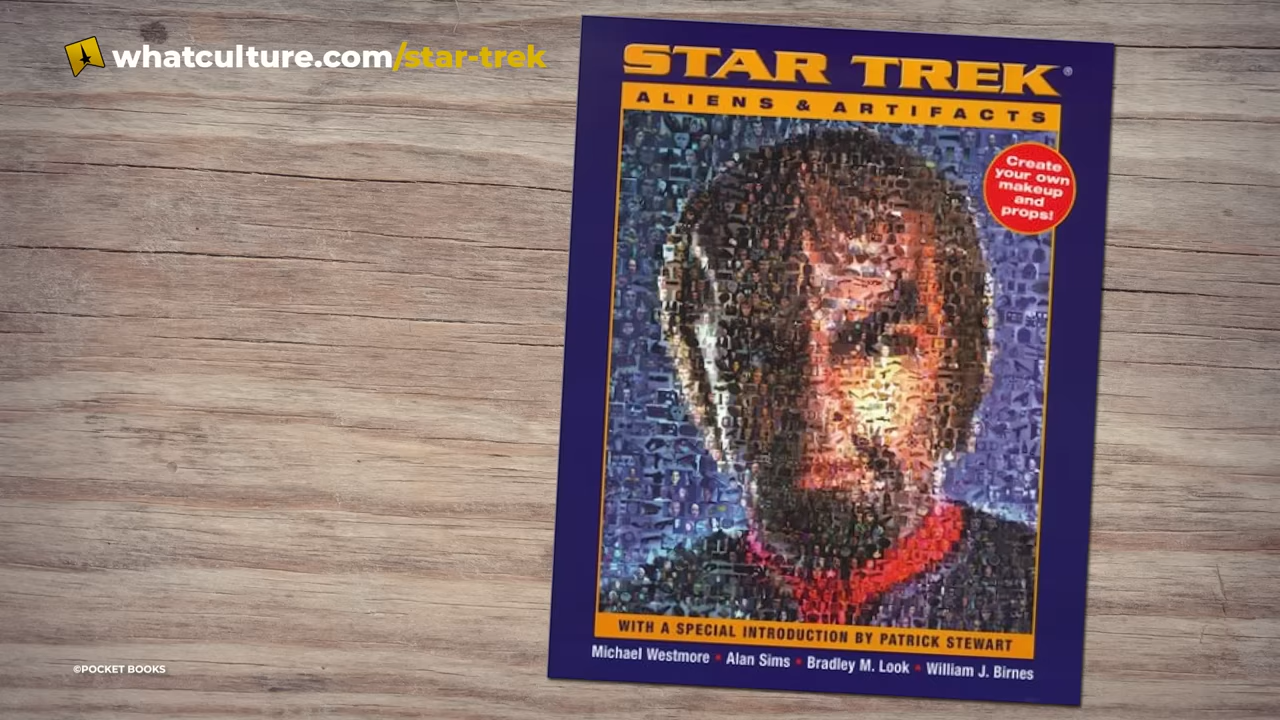 whatculture.com/star-trek
STAR TREK®
ALIENS & ARTIFACTS
Create
your own
makeup
and
props!
WITH A SPECIAL INTRODUCTION BY PATRICK STEWART
Michael Westmore • Alan Sims • Bradley M. Look • William J. Birnes
©POCKET BOOKS